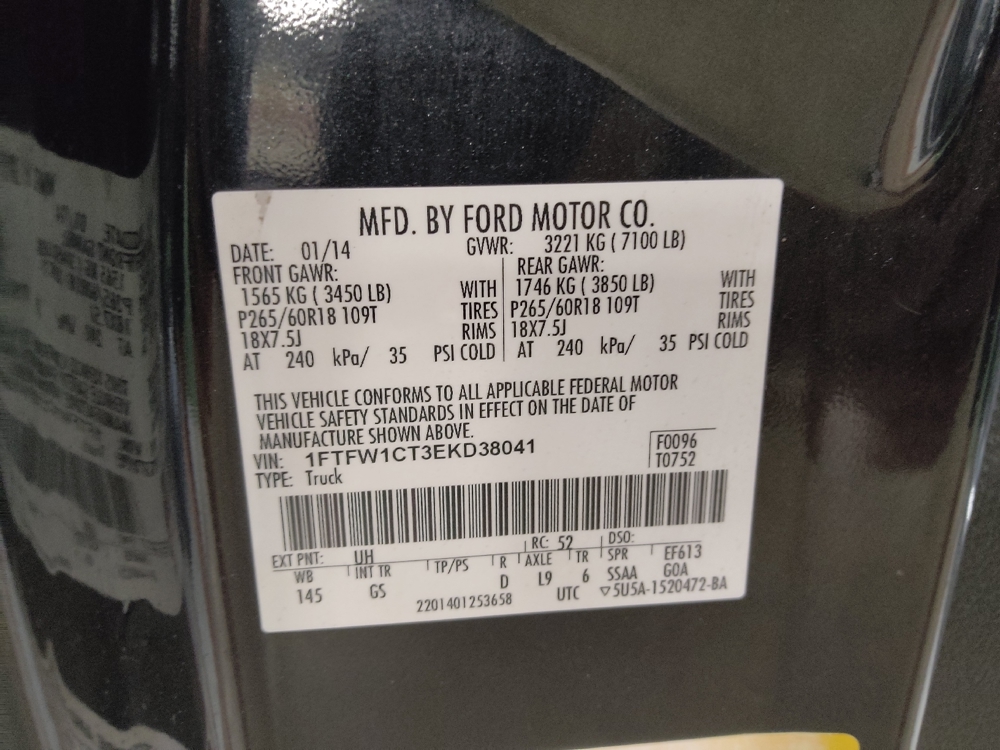 MFD. BY FORD MOTOR CO.
DATE: 01/14 GVWR: 3221 KG ( 7100 LB)
FRONT GAWR: REAR GAWR:
1565 KG ( 3450 LB) WITH 1746 KG ( 3850 LB) WITH
P265/60R18 109T TIRES P265/60R18 109T TIRES
18X7.5J RIMS 18X7.5J RIMS
AT 240 kPa/ 35 PSI COLD AT 240 kPa/ 35 PSI COLD
THIS VEHICLE CONFORMS TO ALL APPLICABLE FEDERAL MOTOR
VEHICLE SAFETY STANDARDS IN EFFECT ON THE DATE OF
MANUFACTURE SHOWN ABOVE.
VIN: 1FTFW1CT3EKD38041 F0096
TYPE: Truck T0752
EXT PNT: UH RC: 52 DSO:
WB INT TR TP/PS R AXLE TR SPR EF613
145 GS D L9 6 SSAA GOA
2201401253658 UTC ▽5U5A-1520472-BA